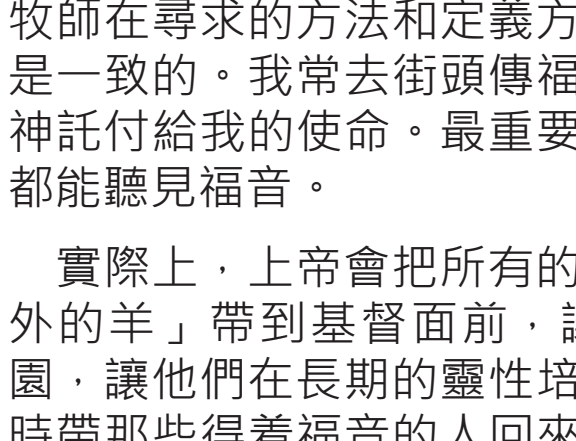 牧師在尋求的方法和定義方
是一致的。我常去街頭傳福
神託付給我的使命。最重要
都能聽見福音。
實際上,上帝會把所有的
外的羊」帶到基督面前,讓
園,讓他們在長期的靈性培
時帶那些得着福音的人回來